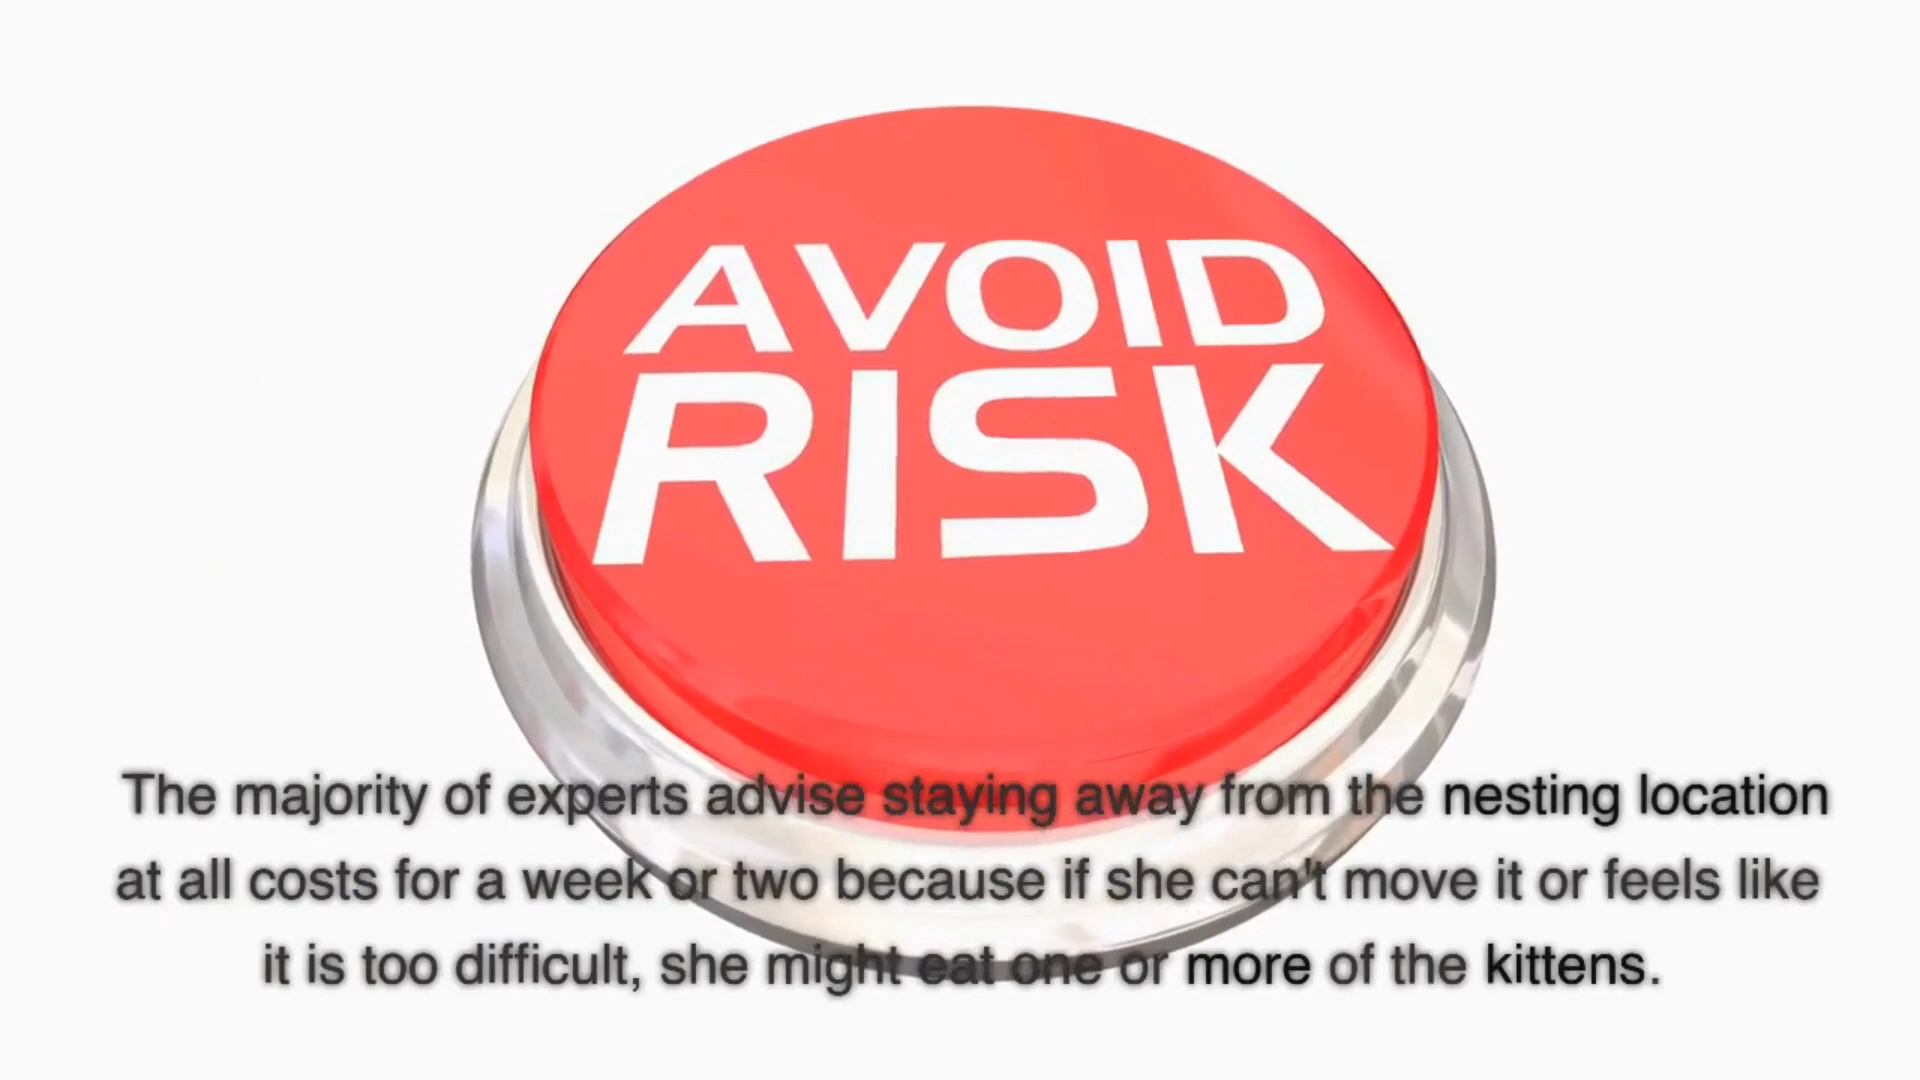 AVOID
RISK
The majority of experts advise staying away from the nesting location
at all costs for a week or two because if she can't move it or feels like
it is too difficult, she might eat one or more of the kittens.